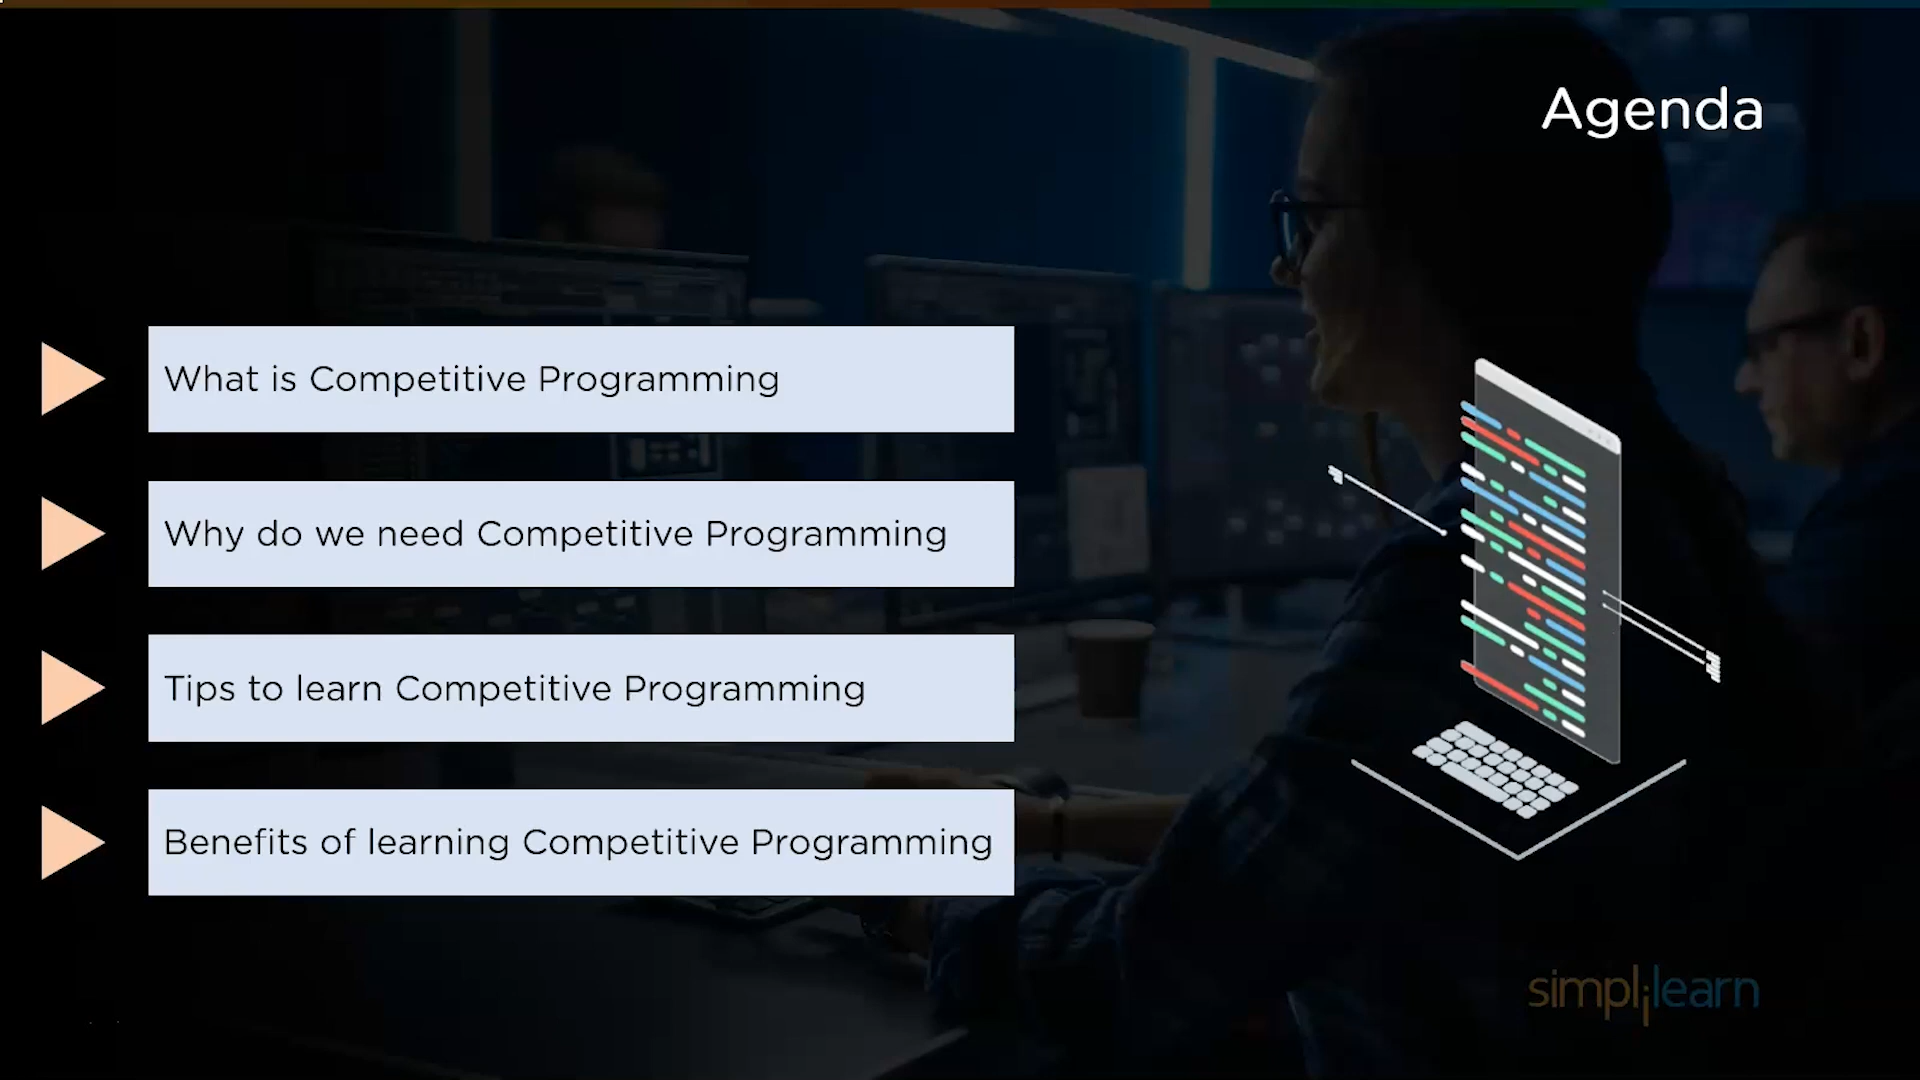 Agenda
What is Competitive Programming
Why do we need Competitive Programming
Tips to learn Competitive Programming
Benefits of learning Competitive Programming
simplilearn